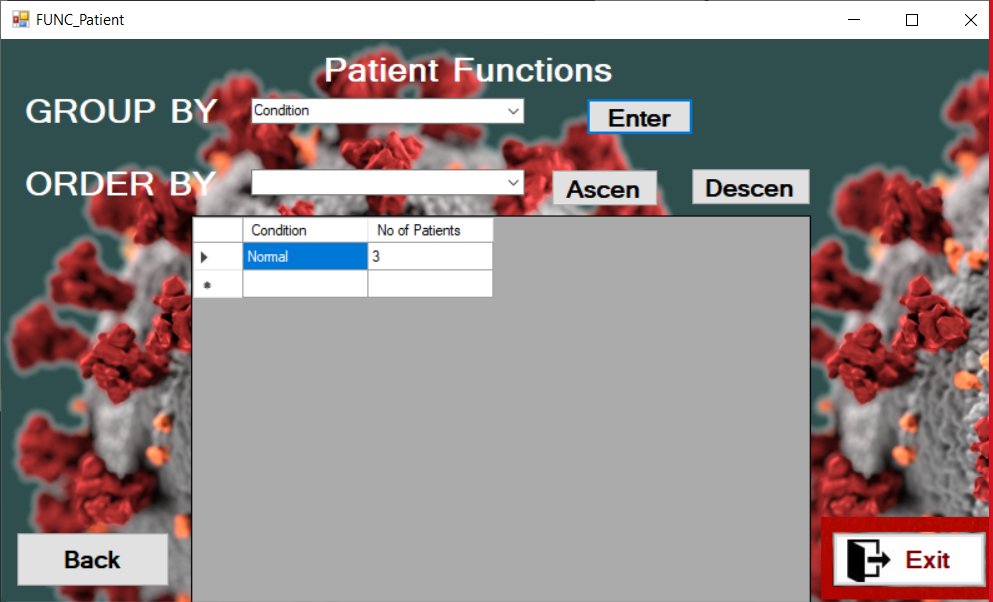 FUNC_Patient
Patient Functions
GROUP BY Condition Enter
ORDER BY Ascen Descen
Condition No of Patients
Normal 3
Back Exit